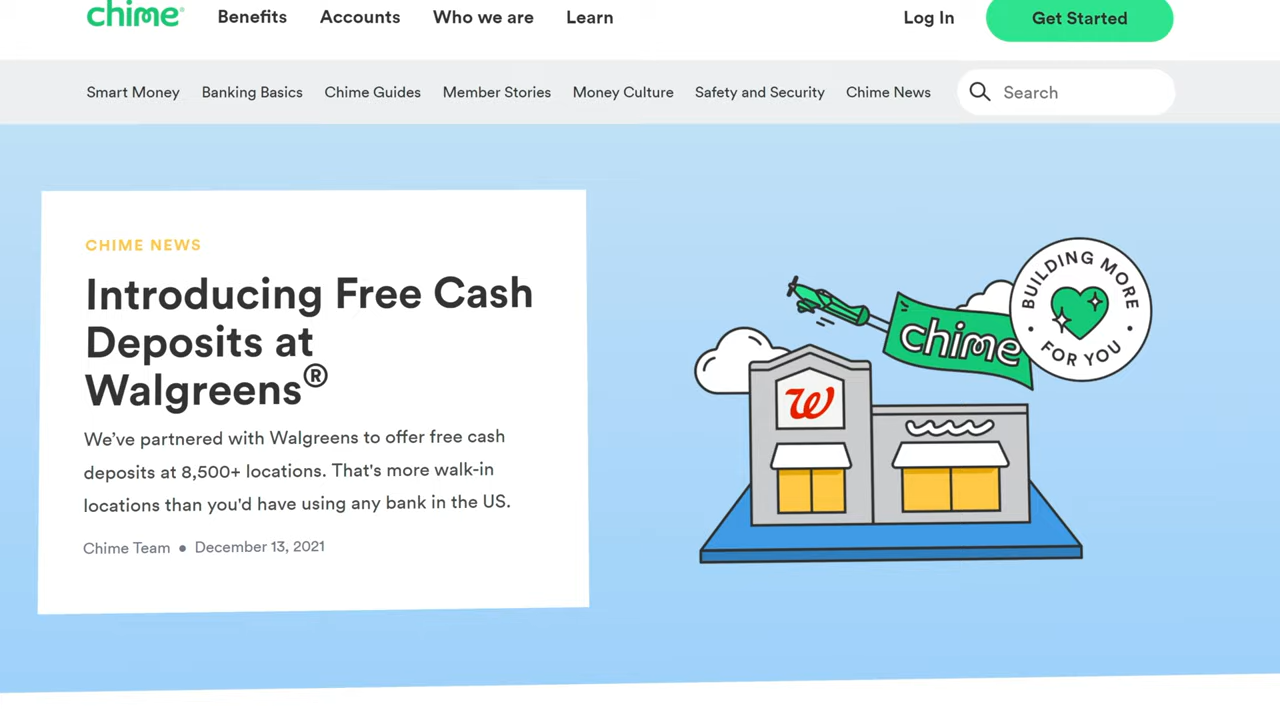 chime®
Benefits Accounts Who we are Learn Log In Get Started
Smart Money Banking Basics Chime Guides Member Stories Money Culture Safety and Security Chime News Search
CHIME NEWS
Introducing Free Cash
Deposits at
Walgreens®
We’ve partnered with Walgreens to offer free cash
deposits at 8,500+ locations. That's more walk-in
locations than you'd have using any bank in the US.
Chime Team • December 13, 2021
BUILDING MORE
• FOR YOU •
chime
W